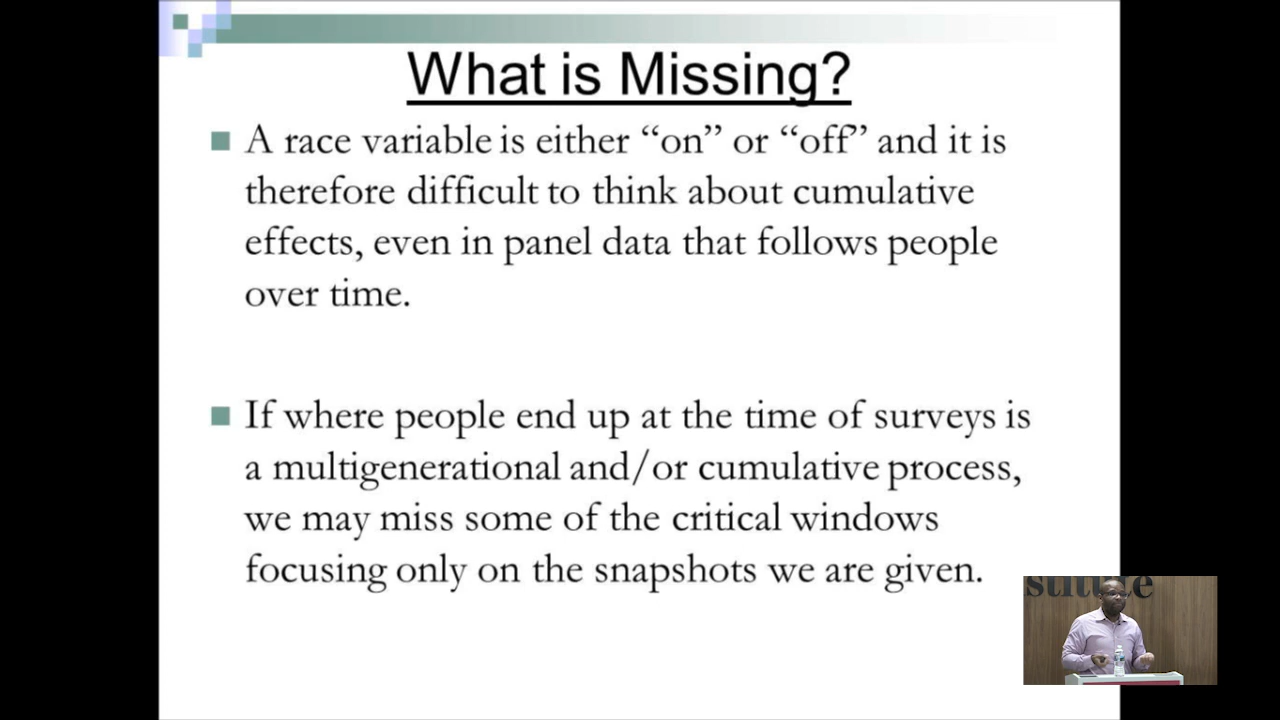 What is Missing?
A race variable is either “on” or “off” and it is
therefore difficult to think about cumulative
effects, even in panel data that follows people
over time.
If where people end up at the time of surveys is
a multigenerational and/or cumulative process,
we may miss some of the critical windows
focusing only on the snapshots we are given.